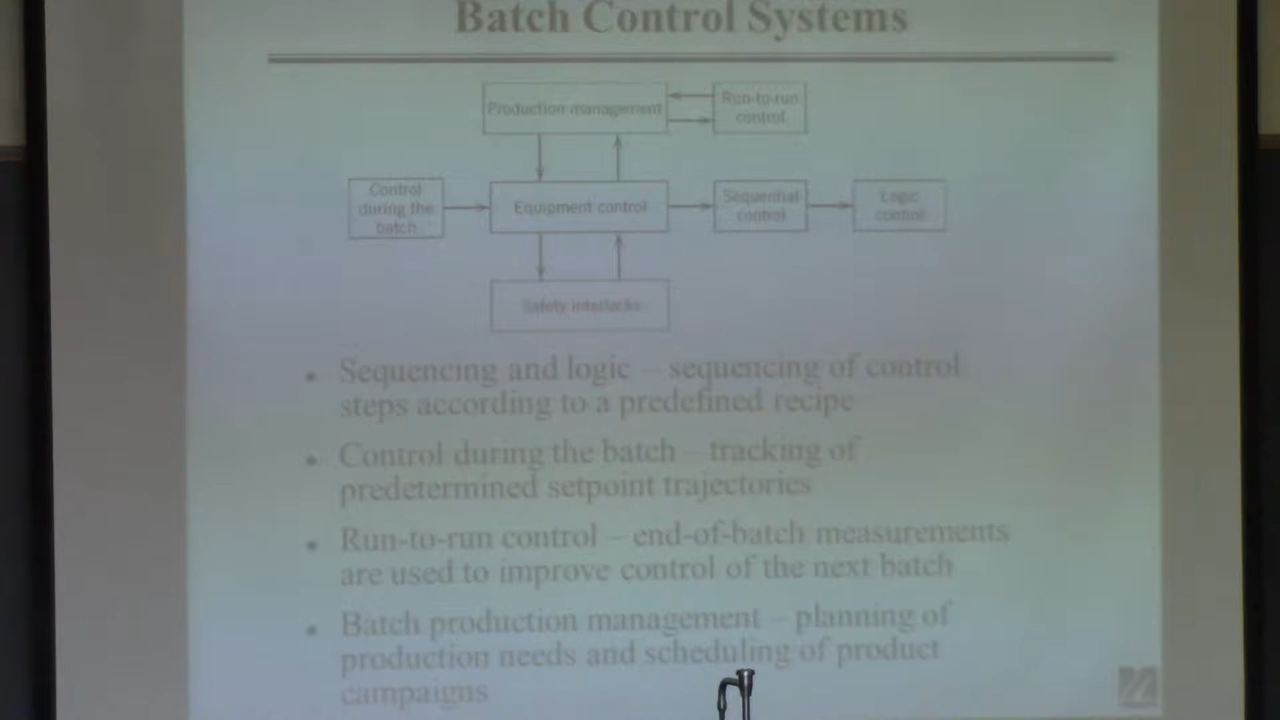 Batch Control Systems
Production management
Run-to-run
control
Control
during the
batch
Equipment control
Sequential
control
Logic
control
Safety interlocks
• Sequencing and logic – sequencing of control
steps according to a predefined recipe
• Control during the batch – tracking of
predetermined setpoint trajectories
• Run-to-run control – end-of-batch measurements
are used to improve control of the next batch
• Batch production management – planning of
production needs and scheduling of product
campaigns